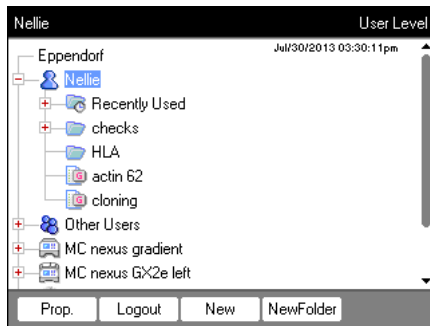 Nellie User Level
Eppendorf Jul/30/2013 03:30:11pm
Nellie
Recently Used
checks
HLA
actin 62
cloning
Other Users
MC nexus gradient
MC nexus GX2e left
Prop. Logout New NewFolder